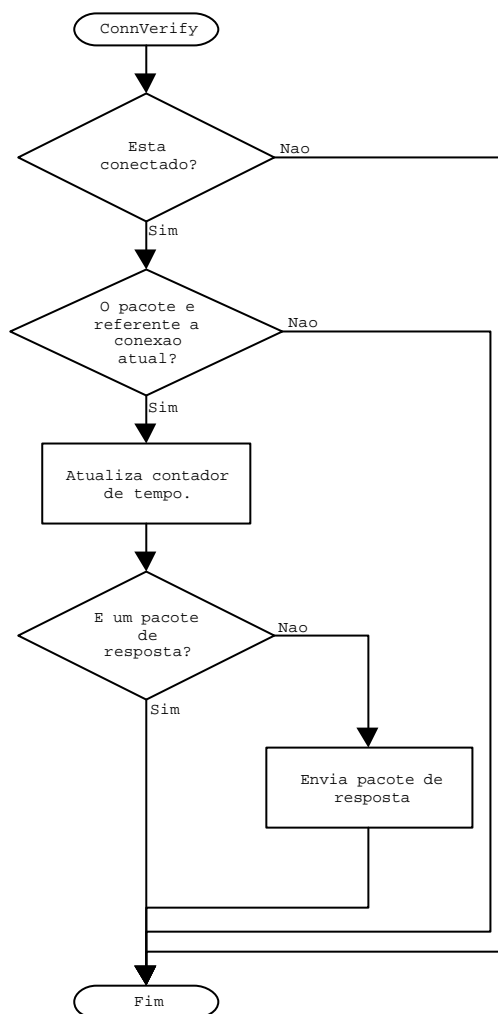 ConnVerify
Esta
conectado?
Nao
Sim
O pacote e
referente a
conexao
atual?
Nao
Sim
Atualiza contador
de tempo.
E um pacote
de
resposta?
Nao
Sim
Envia pacote de
resposta
Fim